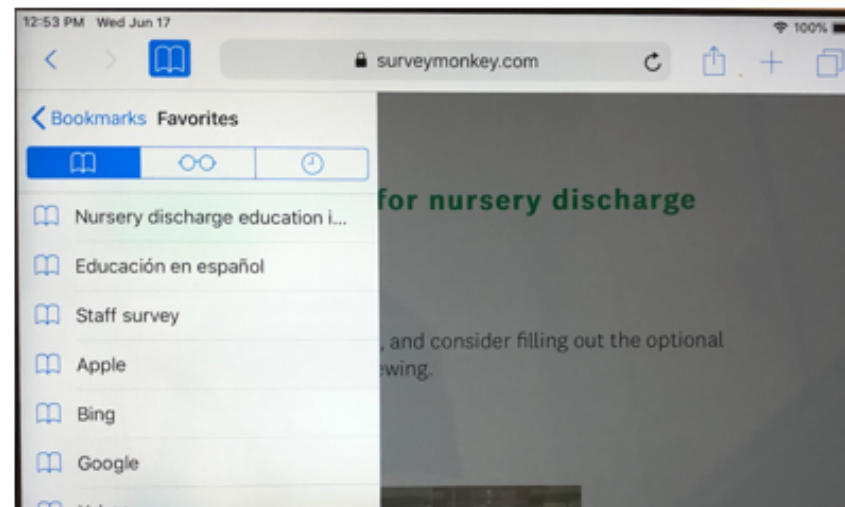 12:53 PM Wed Jun 17
100%
surveymonkey.com
Bookmarks Favorites
for nursery discharge
Nursery discharge education i...
Educación en español
Staff survey
, and consider filling out the optional
ewing.
Apple
Bing
Google